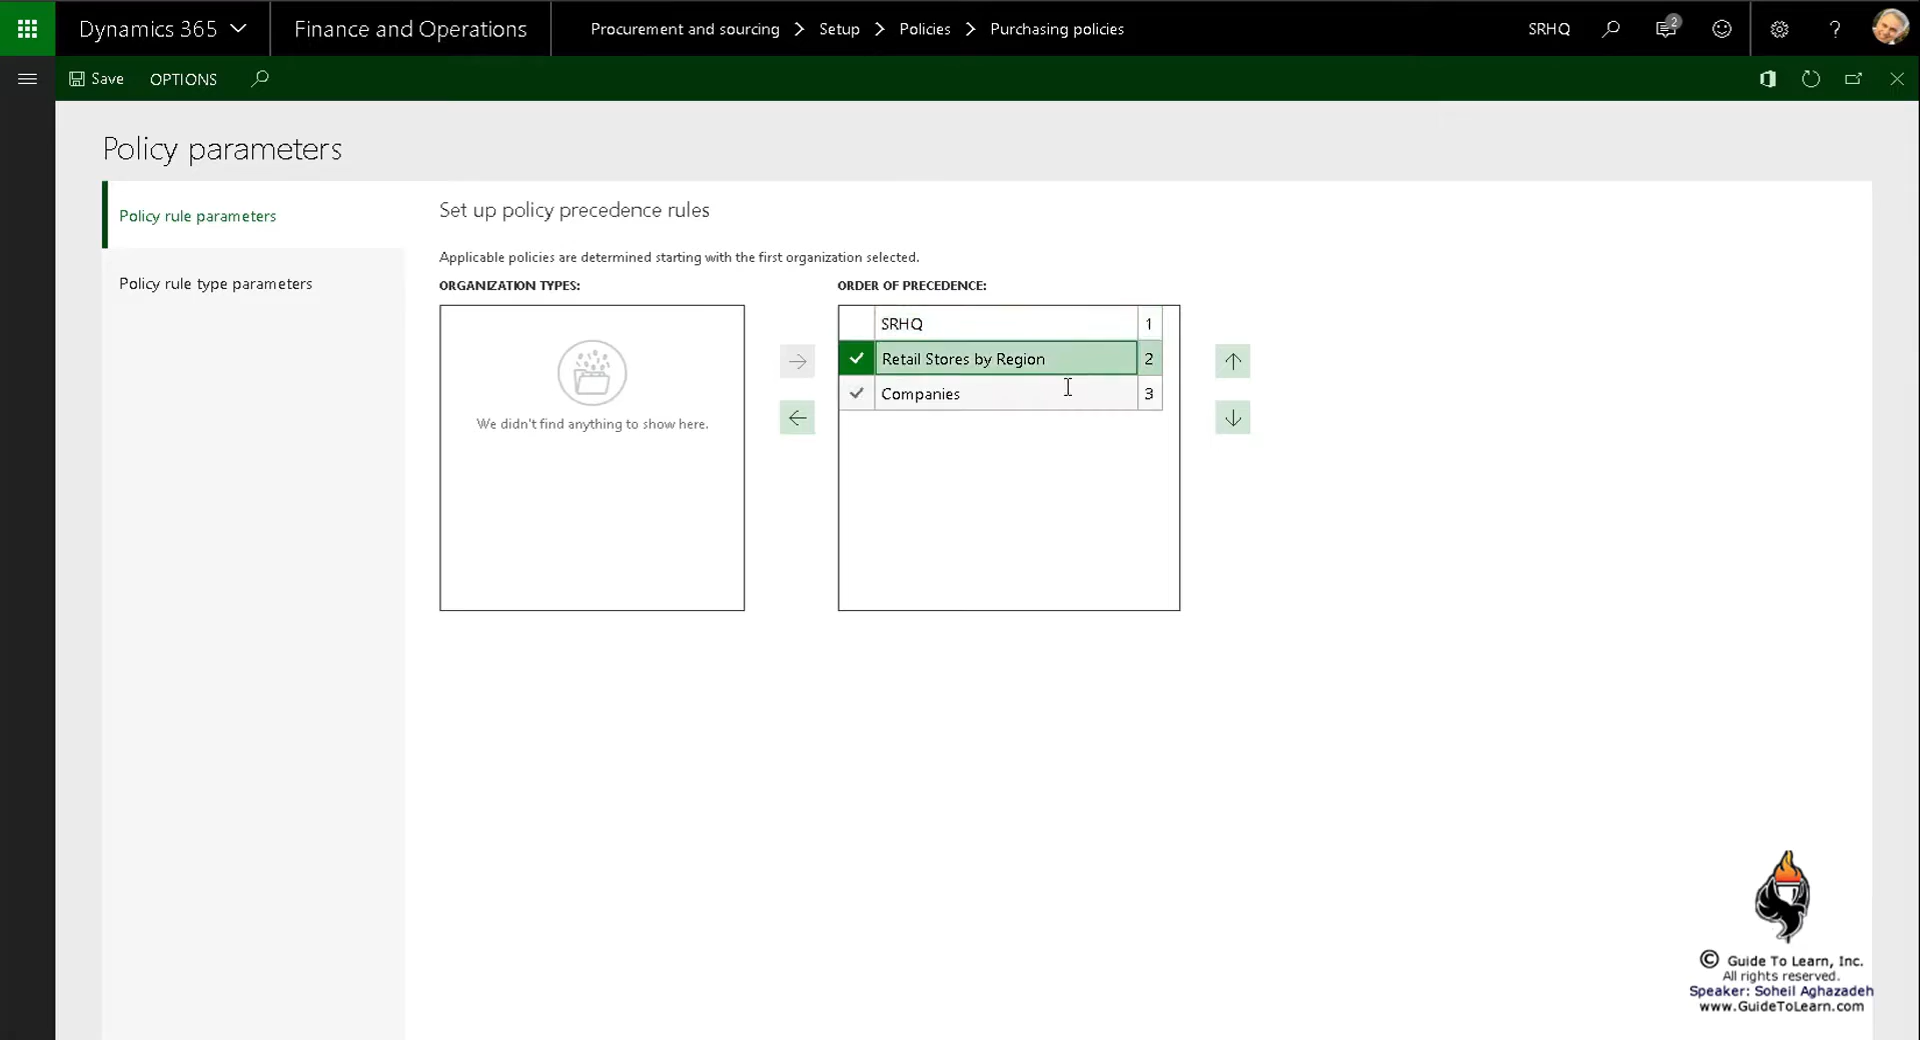 Dynamics 365
Finance and Operations
Procurement and sourcing
Setup
Policies
Purchasing policies
SRHQ
2
?
Save
OPTIONS
Policy parameters
Policy rule parameters
Policy rule type parameters
Set up policy precedence rules
Applicable policies are determined starting with the first organization selected.
ORGANIZATION TYPES:
We didn't find anything to show here.
ORDER OF PRECEDENCE:
SRHQ 1
Retail Stores by Region 2
Companies 3
© Guide To Learn, Inc.
All rights reserved.
Speaker: Soheil Aghazadeh
www.GuideToLearn.com